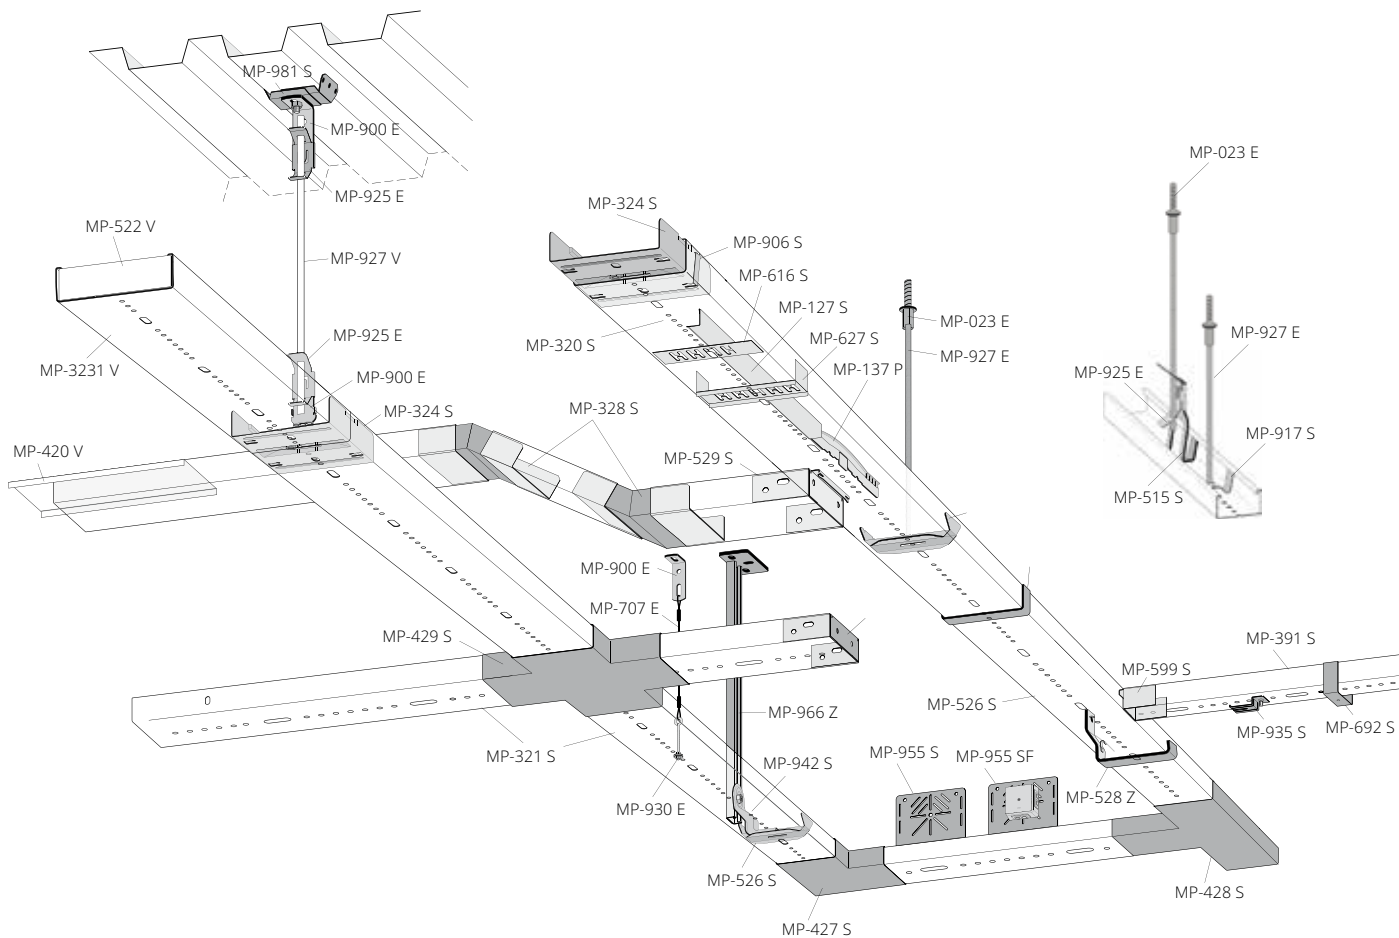 MP-981 S
MP-900 E
MP-925 E
MP-023 E
MP-324 S
MP-522 V
MP-906 S
MP-927 V
MP-616 S
MP-127 S
MP-023 E
MP-925 E
MP-627 S
MP-927 E
MP-320 S
MP-927 E
MP-3231 V
MP-137 P
MP-925 E
MP-900 E
MP-324 S
MP-328 S
MP-917 S
MP-420 V
MP-529 S
MP-515 S
MP-900 E
MP-707 E
MP-429 S
MP-391 S
MP-599 S
MP-526 S
MP-966 Z
MP-692 S
MP-935 S
MP-321 S
MP-955 S
MP-955 SF
MP-942 S
MP-528 Z
MP-930 E
MP-526 S
MP-428 S
MP-427 S